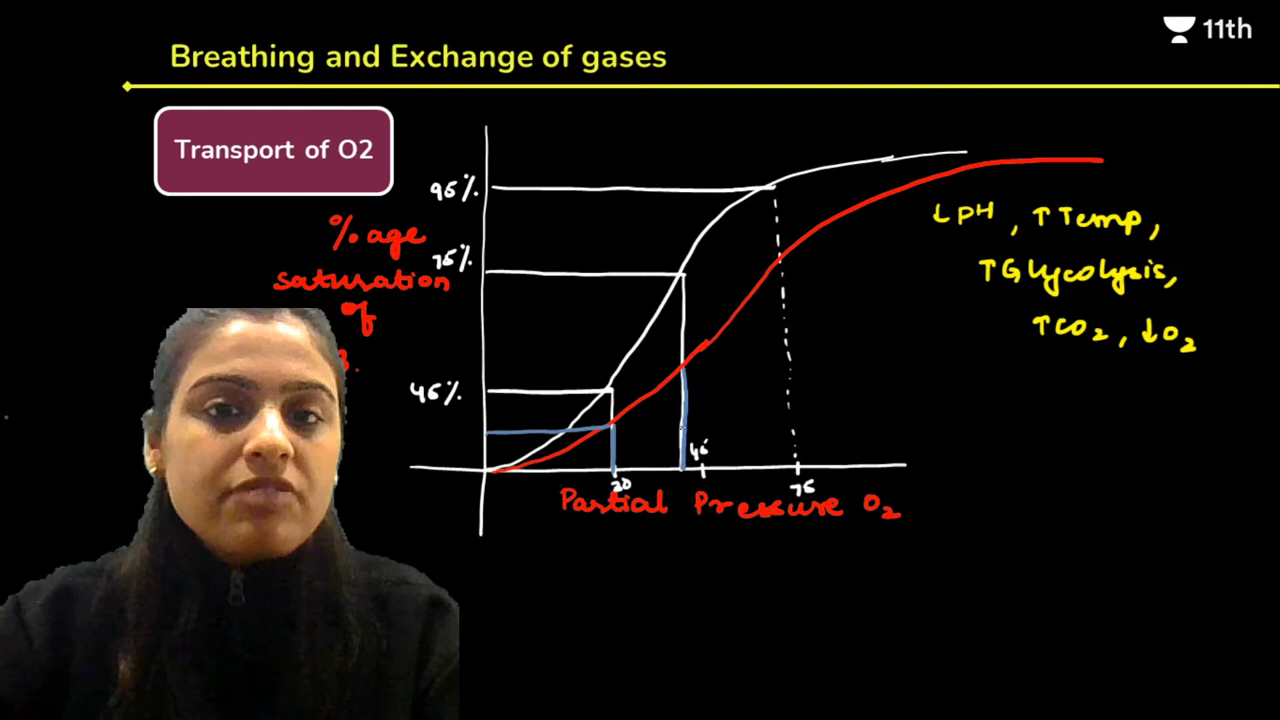 11th
Breathing and Exchange of gases
Transport of O2
95%
% age
75%
saturation
of
45%
↓ PH, ↑ Temp,
↑ Glycolysis,
↑ CO2, ↓ O2
20
40
75
Partial Pressure O2